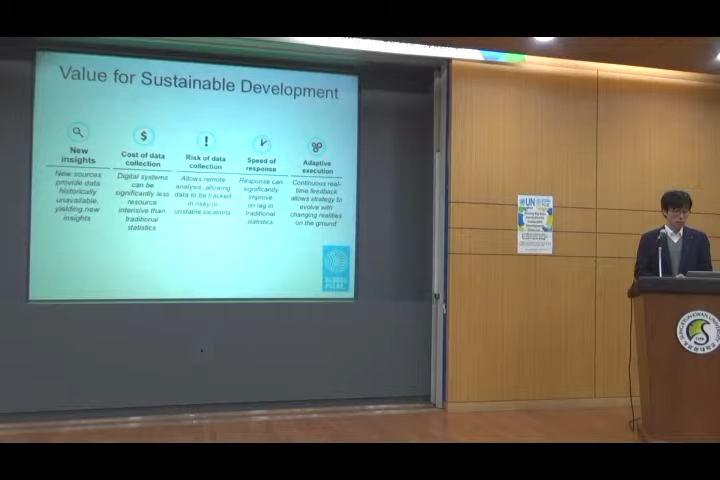 Value for Sustainable Development
New
insights
New sources
provide data
historically
unavailable,
yielding new
insights
$
Cost of data
collection
Digital systems
can be
significantly less
resource
intensive than
traditional
statistics
!
Risk of data
collection
Allows remote
analysis, allowing
data to be tracked
in risky or
unstable locations
Speed of
response
Response can
significantly
improve
on lag in
traditional
statistics
Adaptive
execution
Continuous real-
time feedback
allows strategy to
evolve with
changing realities
on the ground
GLOBAL
PULSE
UN
SUNGKYUNKWAN UNIVERSITY